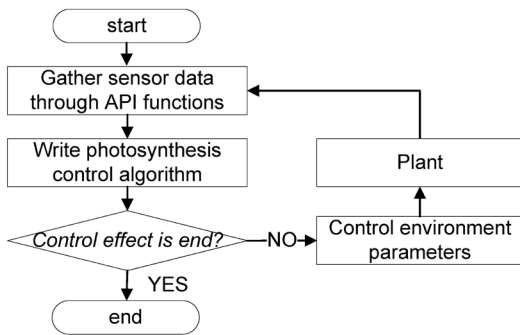 start
Gather sensor data
through API functions
Write photosynthesis
control algorithm
Plant
Control effect is end?
NO
Control environment
parameters
YES
end